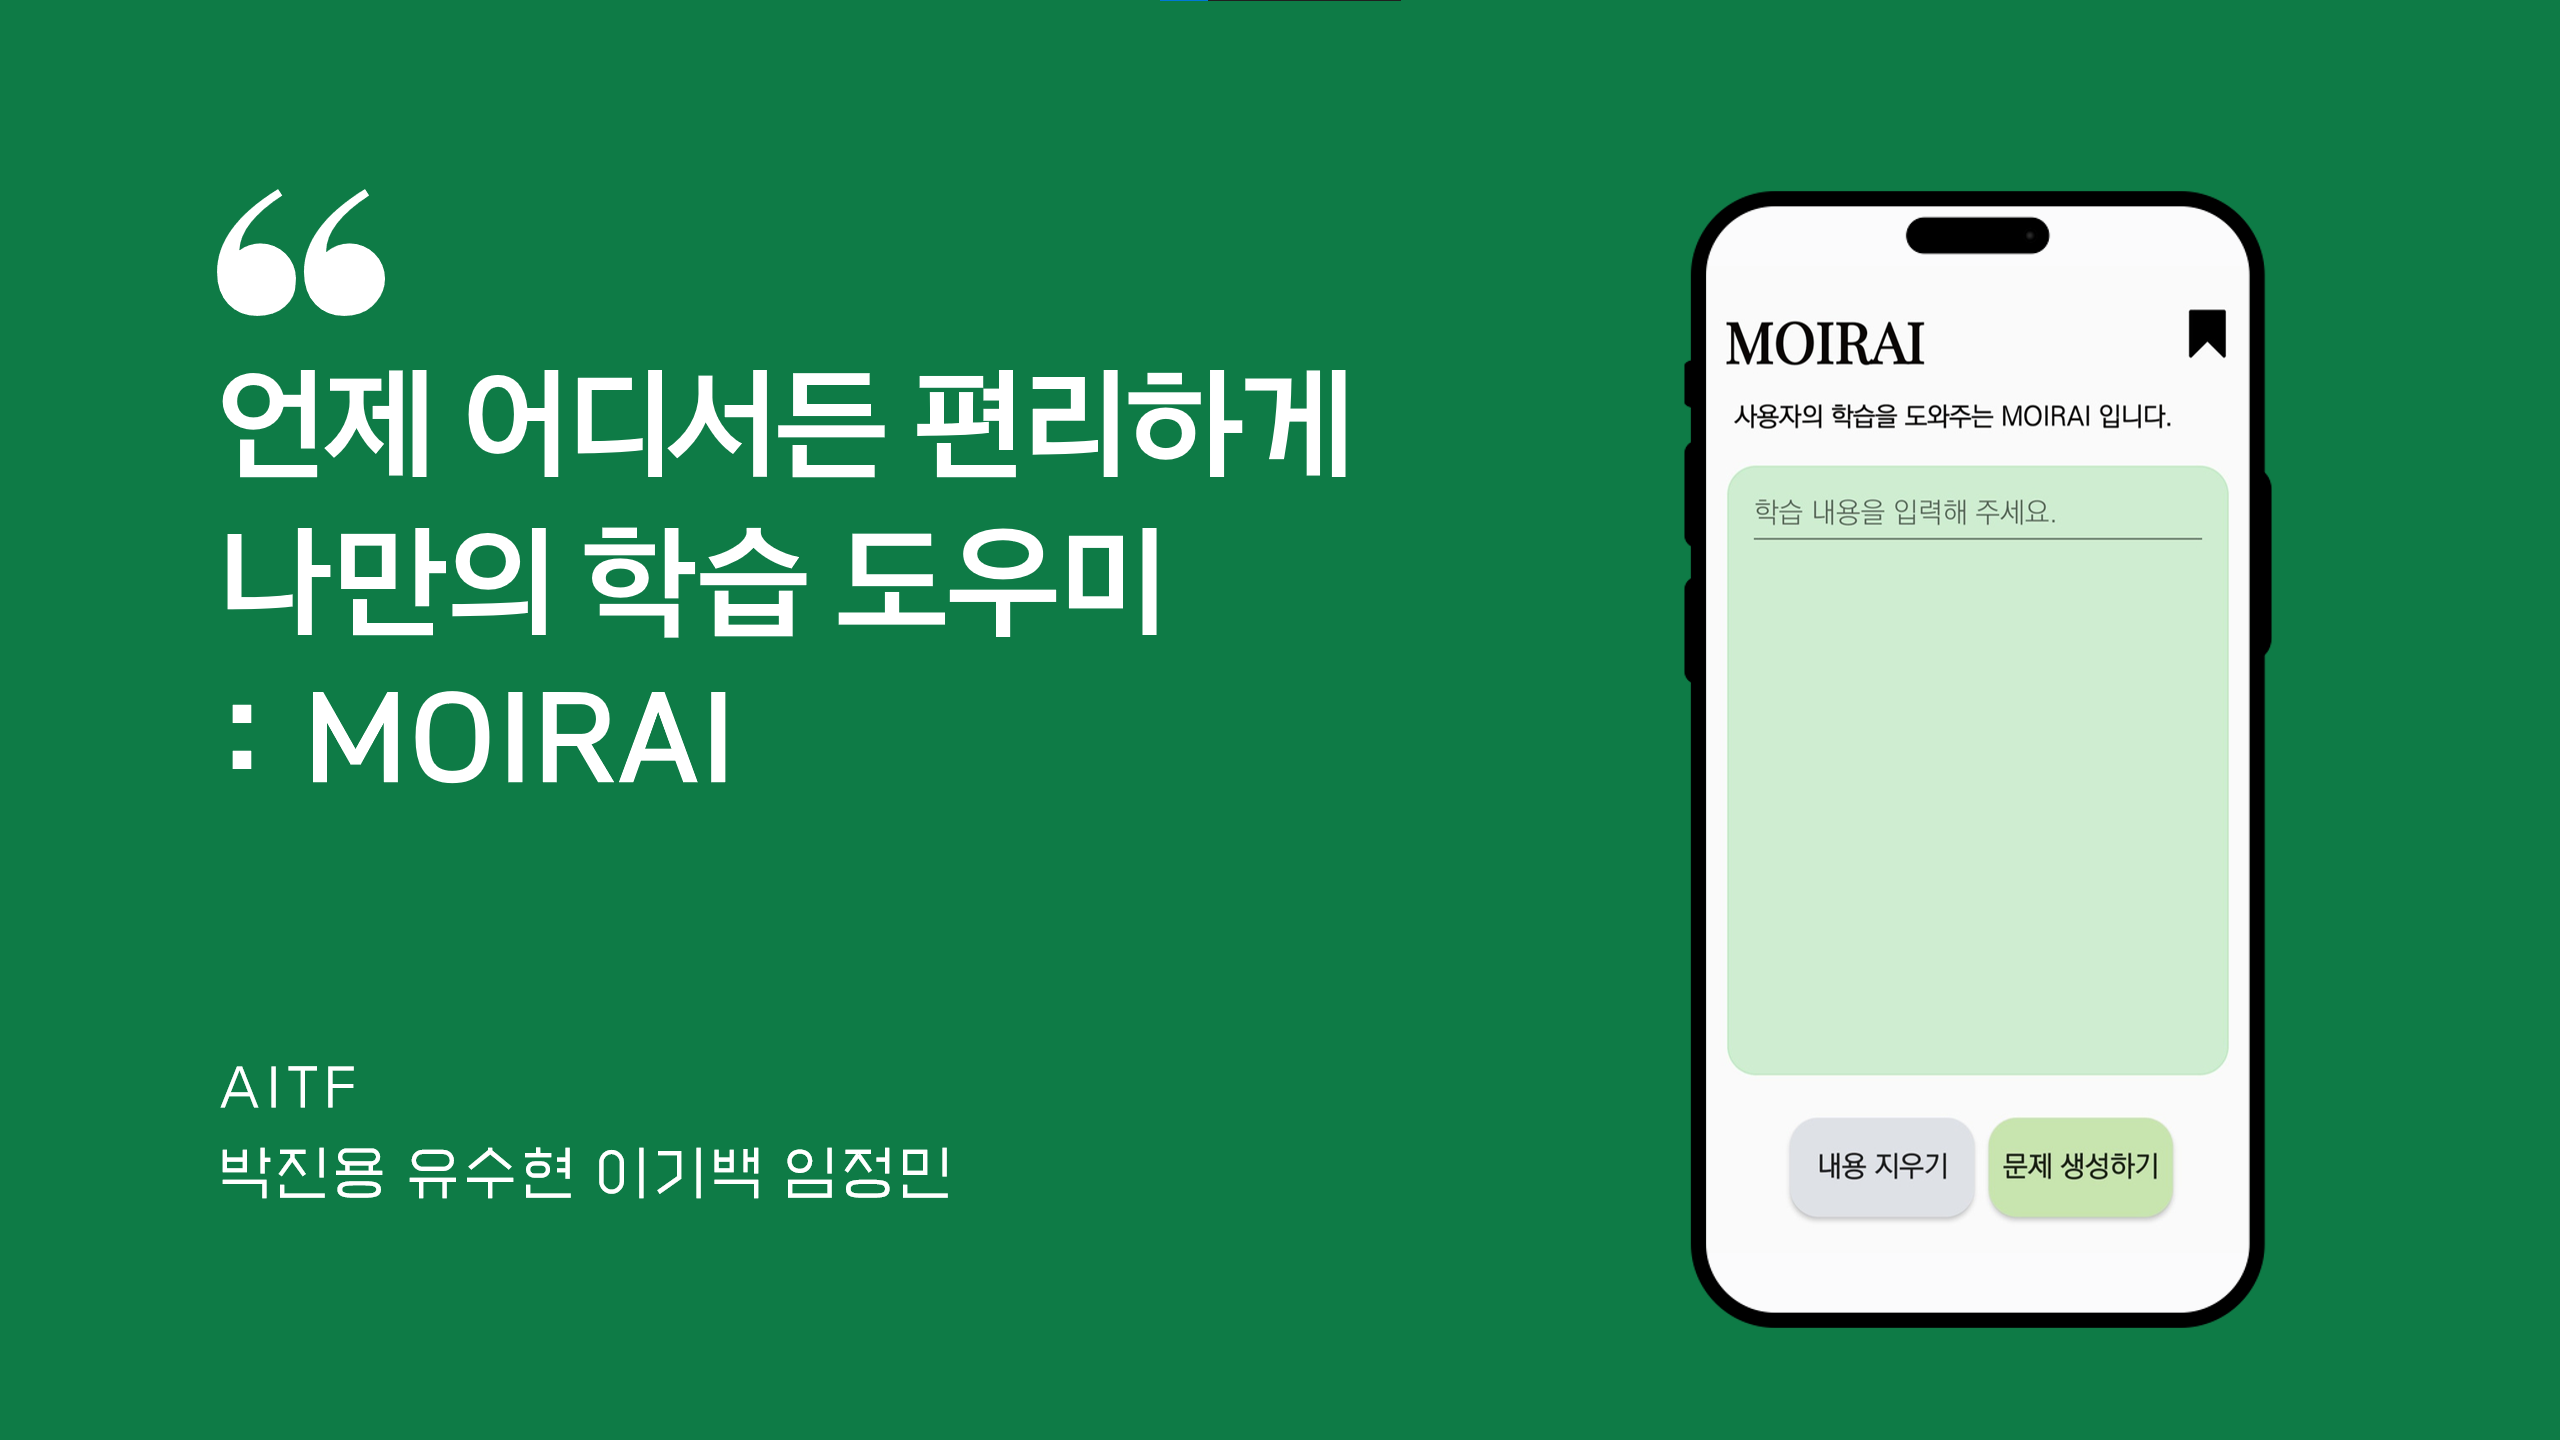 “
언제 어디서든 편리하게
나만의 학습 도우미
: MOIRAI
AITF
박진용 유수현 이기백 임정민
MOIRAI
사용자의 학습을 도와주는 MOIRAI 입니다.
학습 내용을 입력해 주세요.
내용 지우기
문제 생성하기